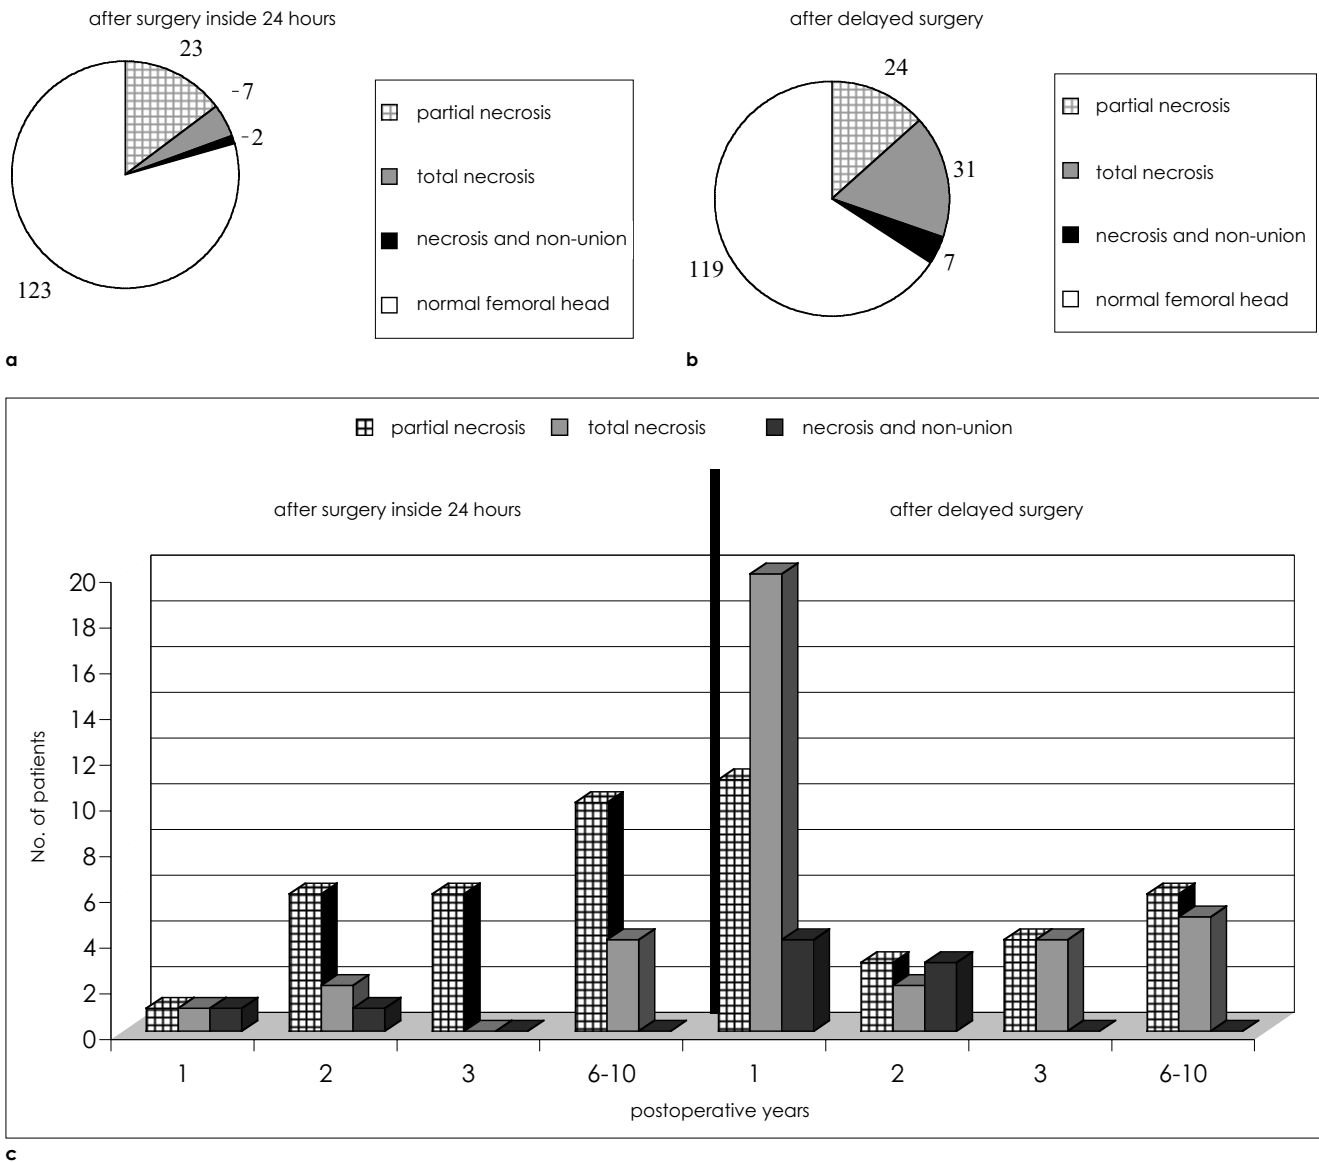 after surgery inside 24 hours
23
-7
-2
123
partial necrosis
total necrosis
necrosis and non-union
normal femoral head
a
after delayed surgery
24
31
7
119
partial necrosis
total necrosis
necrosis and non-union
normal femoral head
b
partial necrosis total necrosis necrosis and non-union
after surgery inside 24 hours after delayed surgery
No. of patients
20
18
16
14
12
10
8
6
4
2
0
1 2 3 6-10 1 2 3 6-10
postoperative years
c